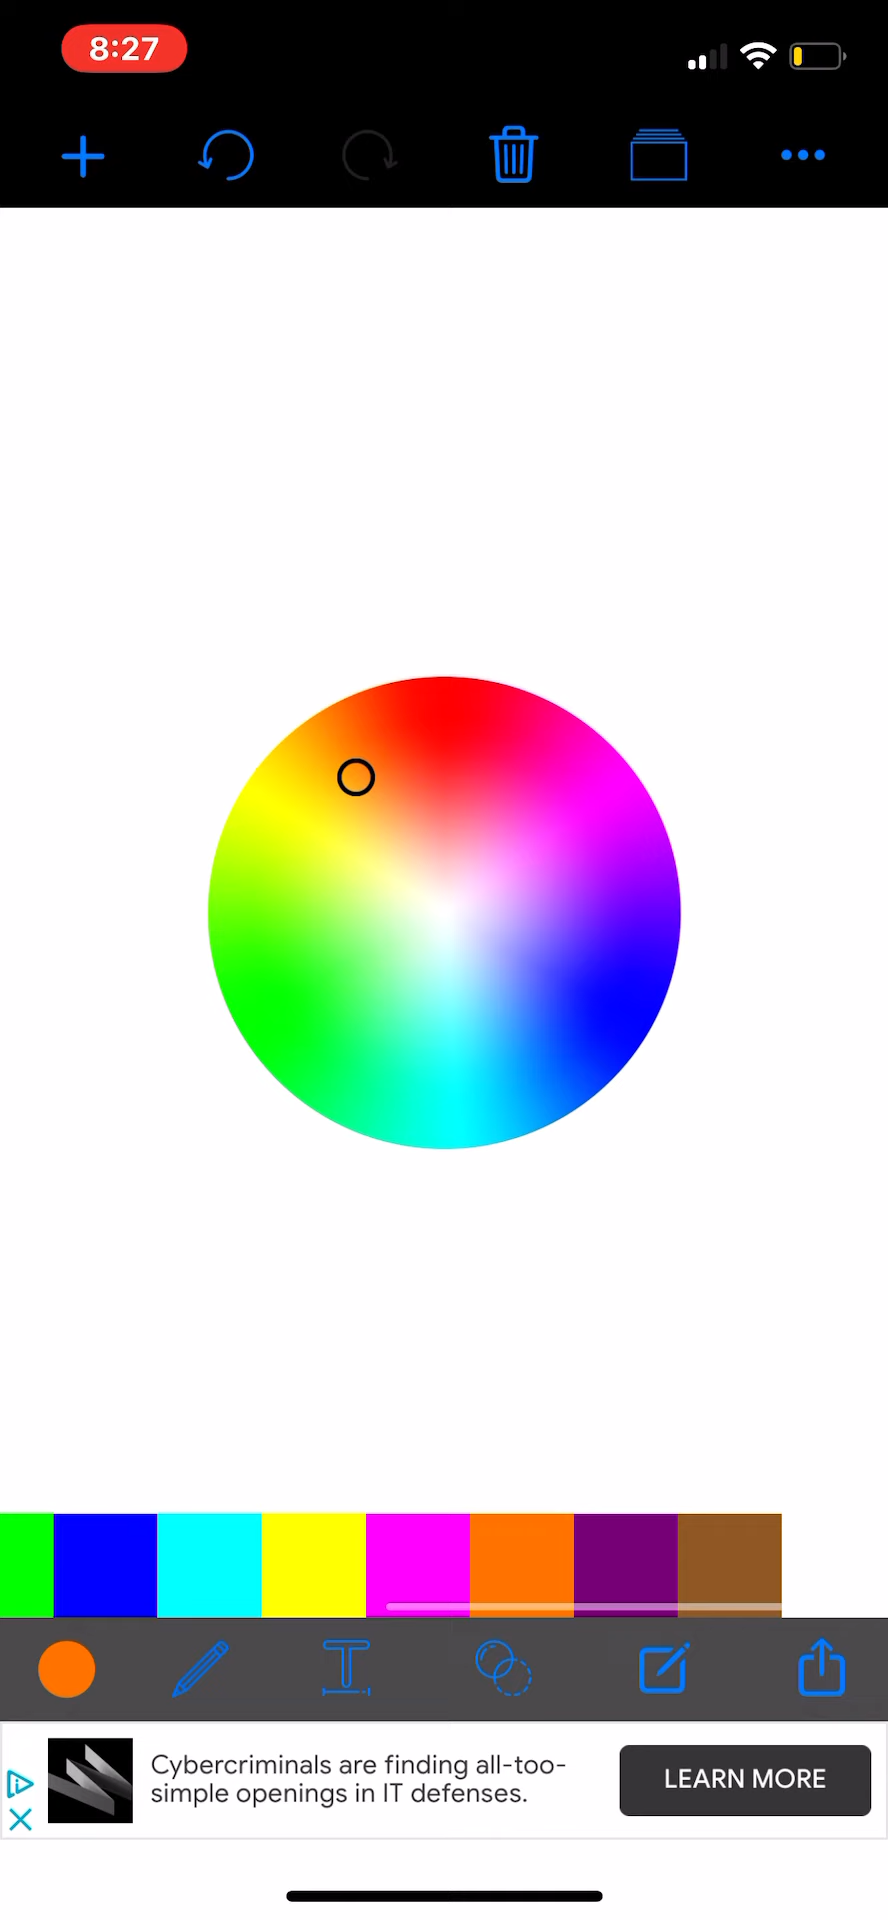 8:27
Cybercriminals are finding all-too-
simple openings in IT defenses.
LEARN MORE